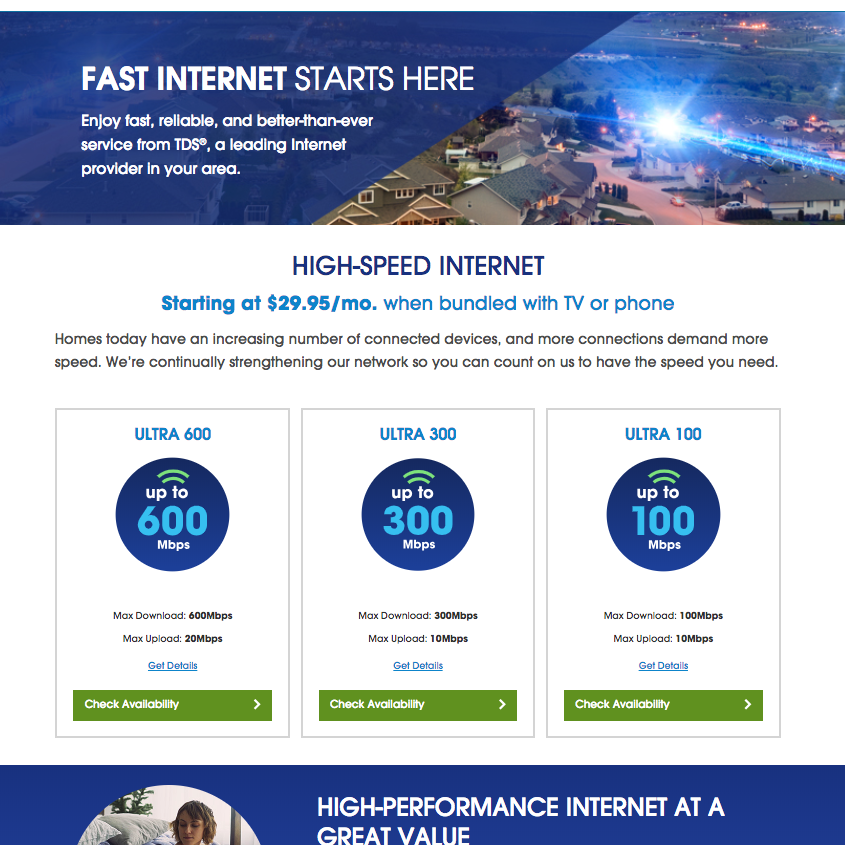 FAST INTERNET STARTS HERE
Enjoy fast, reliable, and better-than-ever
service from TDS®, a leading Internet
provider in your area.
HIGH-SPEED INTERNET
Starting at $29.95/mo. when bundled with TV or phone
Homes today have an increasing number of connected devices, and more connections demand more
speed. We're continually strengthening our network so you can count on us to have the speed you need.
ULTRA 600
up to
600
Mbps
Max Download: 600Mbps
Max Upload: 20Mbps
Get Details
Check Availability
ULTRA 300
up to
300
Mbps
Max Download: 300Mbps
Max Upload: 10Mbps
Get Details
Check Availability
ULTRA 100
up to
100
Mbps
Max Download: 100Mbps
Max Upload: 10Mbps
Get Details
Check Availability
HIGH-PERFORMANCE INTERNET AT A
GREAT VALUE